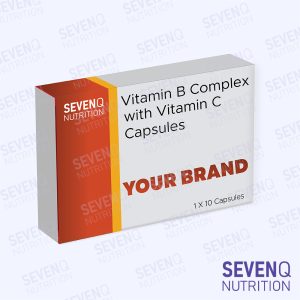 SEVENQ
NUTRITION
Vitamin B Complex
with Vitamin C
Capsules
YOUR BRAND
1 X 10 Capsules
SEVENQ
NUTRITION